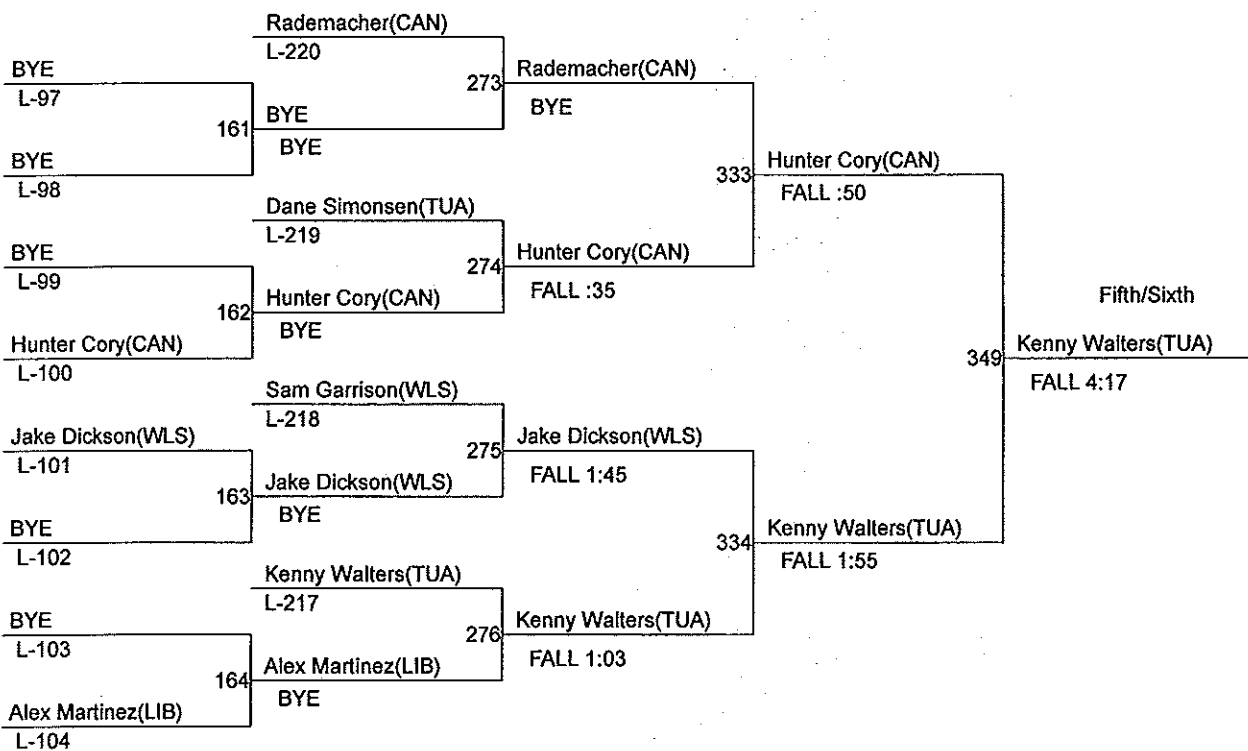 Rademacher(CAN)
L-220
BYE
L-97
273
Rademacher(CAN)
BYE
161
BYE
BYE
BYE
L-98
333
Hunter Cory(CAN)
FALL :50
Dane Simonsen(TUA)
L-219
BYE
L-99
274
Hunter Cory(CAN)
FALL :35
162
Hunter Cory(CAN)
BYE
Fifth/Sixth
Hunter Cory(CAN)
L-100
349
Kenny Walters(TUA)
FALL 4:17
Sam Garrison(WLS)
L-218
Jake Dickson(WLS)
L-101
275
Jake Dickson(WLS)
FALL 1:45
163
Jake Dickson(WLS)
BYE
BYE
L-102
334
Kenny Walters(TUA)
FALL 1:55
Kenny Walters(TUA)
L-217
BYE
L-103
276
Kenny Walters(TUA)
FALL 1:03
164
Alex Martinez(LIB)
BYE
Alex Martinez(LIB)
L-104